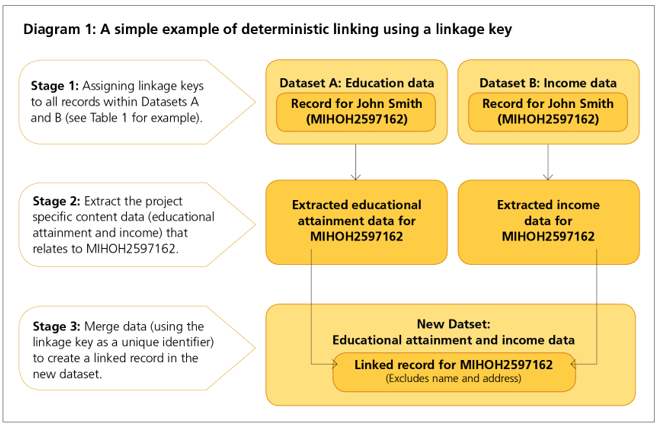 Diagram 1: A simple example of deterministic linking using a linkage key
Stage 1: Assigning linkage keys
to all records within Datasets A
and B (see Table 1 for example).
Dataset A: Education data
Record for John Smith
(MIHOH2597162)
Dataset B: Income data
Record for John Smith
(MIHOH2597162)
Stage 2: Extract the project
specific content data (educational
attainment and income) that
relates to MIHOH2597162.
Extracted educational
attainment data for
MIHOH2597162
Extracted income
data for
MIHOH2597162
Stage 3: Merge data (using the
linkage key as a unique identifier)
to create a linked record in the
new dataset.
New Datset:
Educational attainment and income data
Linked record for MIHOH2597162
(Excludes name and address)